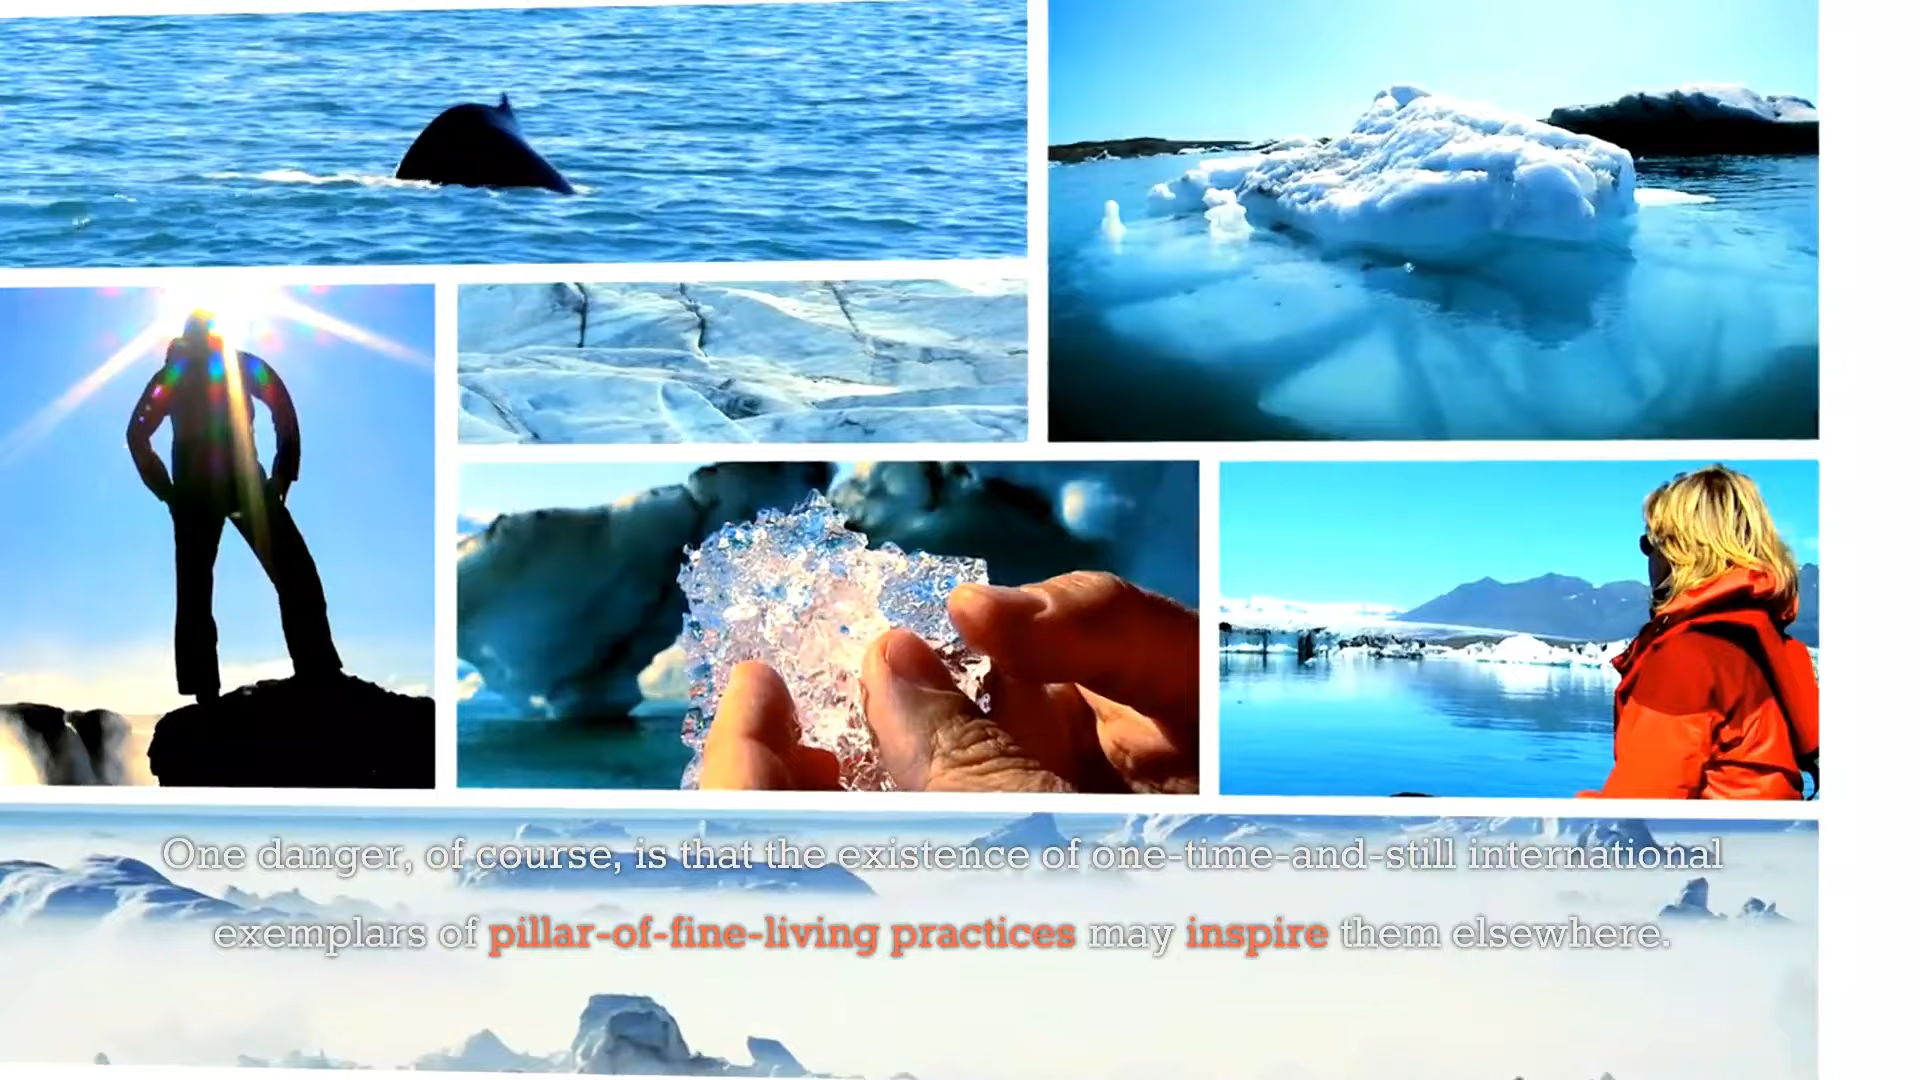 One danger, of course, is that the existence of one-time-and-still international
exemplars of pillar-of-fine-living practices may inspire them elsewhere.